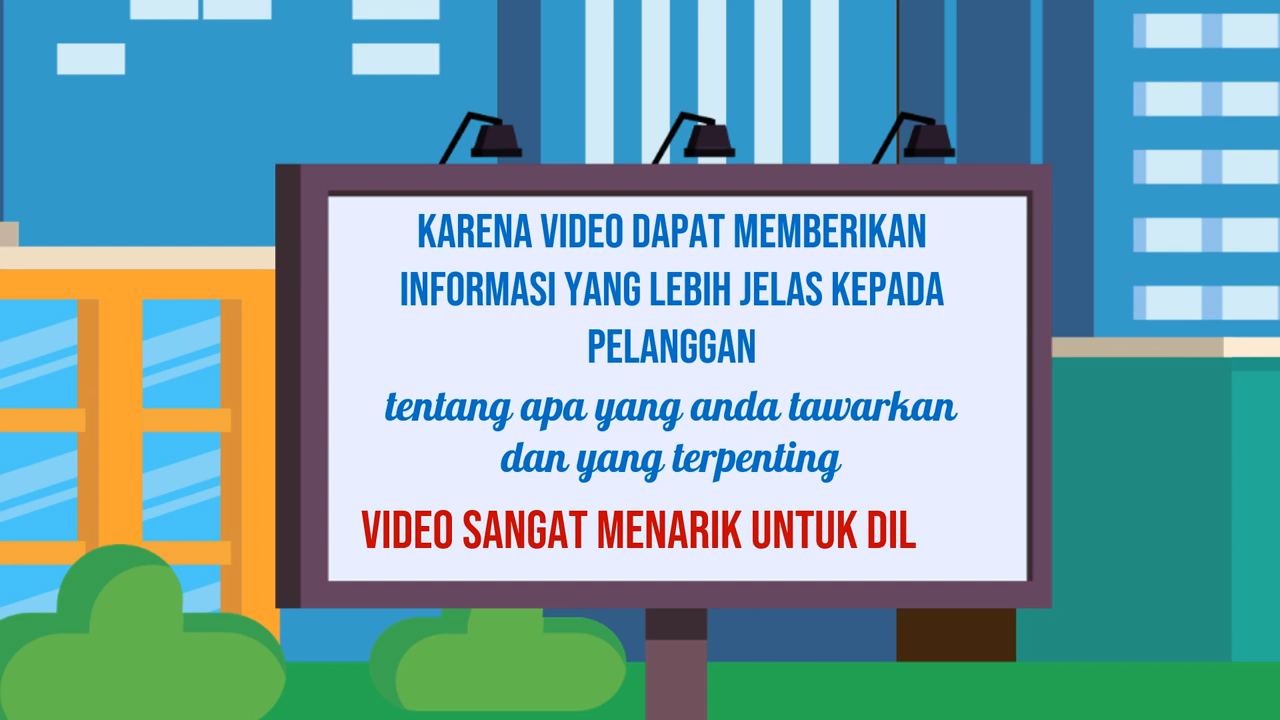 KARENA VIDEO DAPAT MEMBERIKAN
INFORMASI YANG LEBIH JELAS KEPADA
PELANGGAN
tentang apa yang anda tawarkan
dan yang terpenting
VIDEO SANGAT MENARIK UNTUK DIL